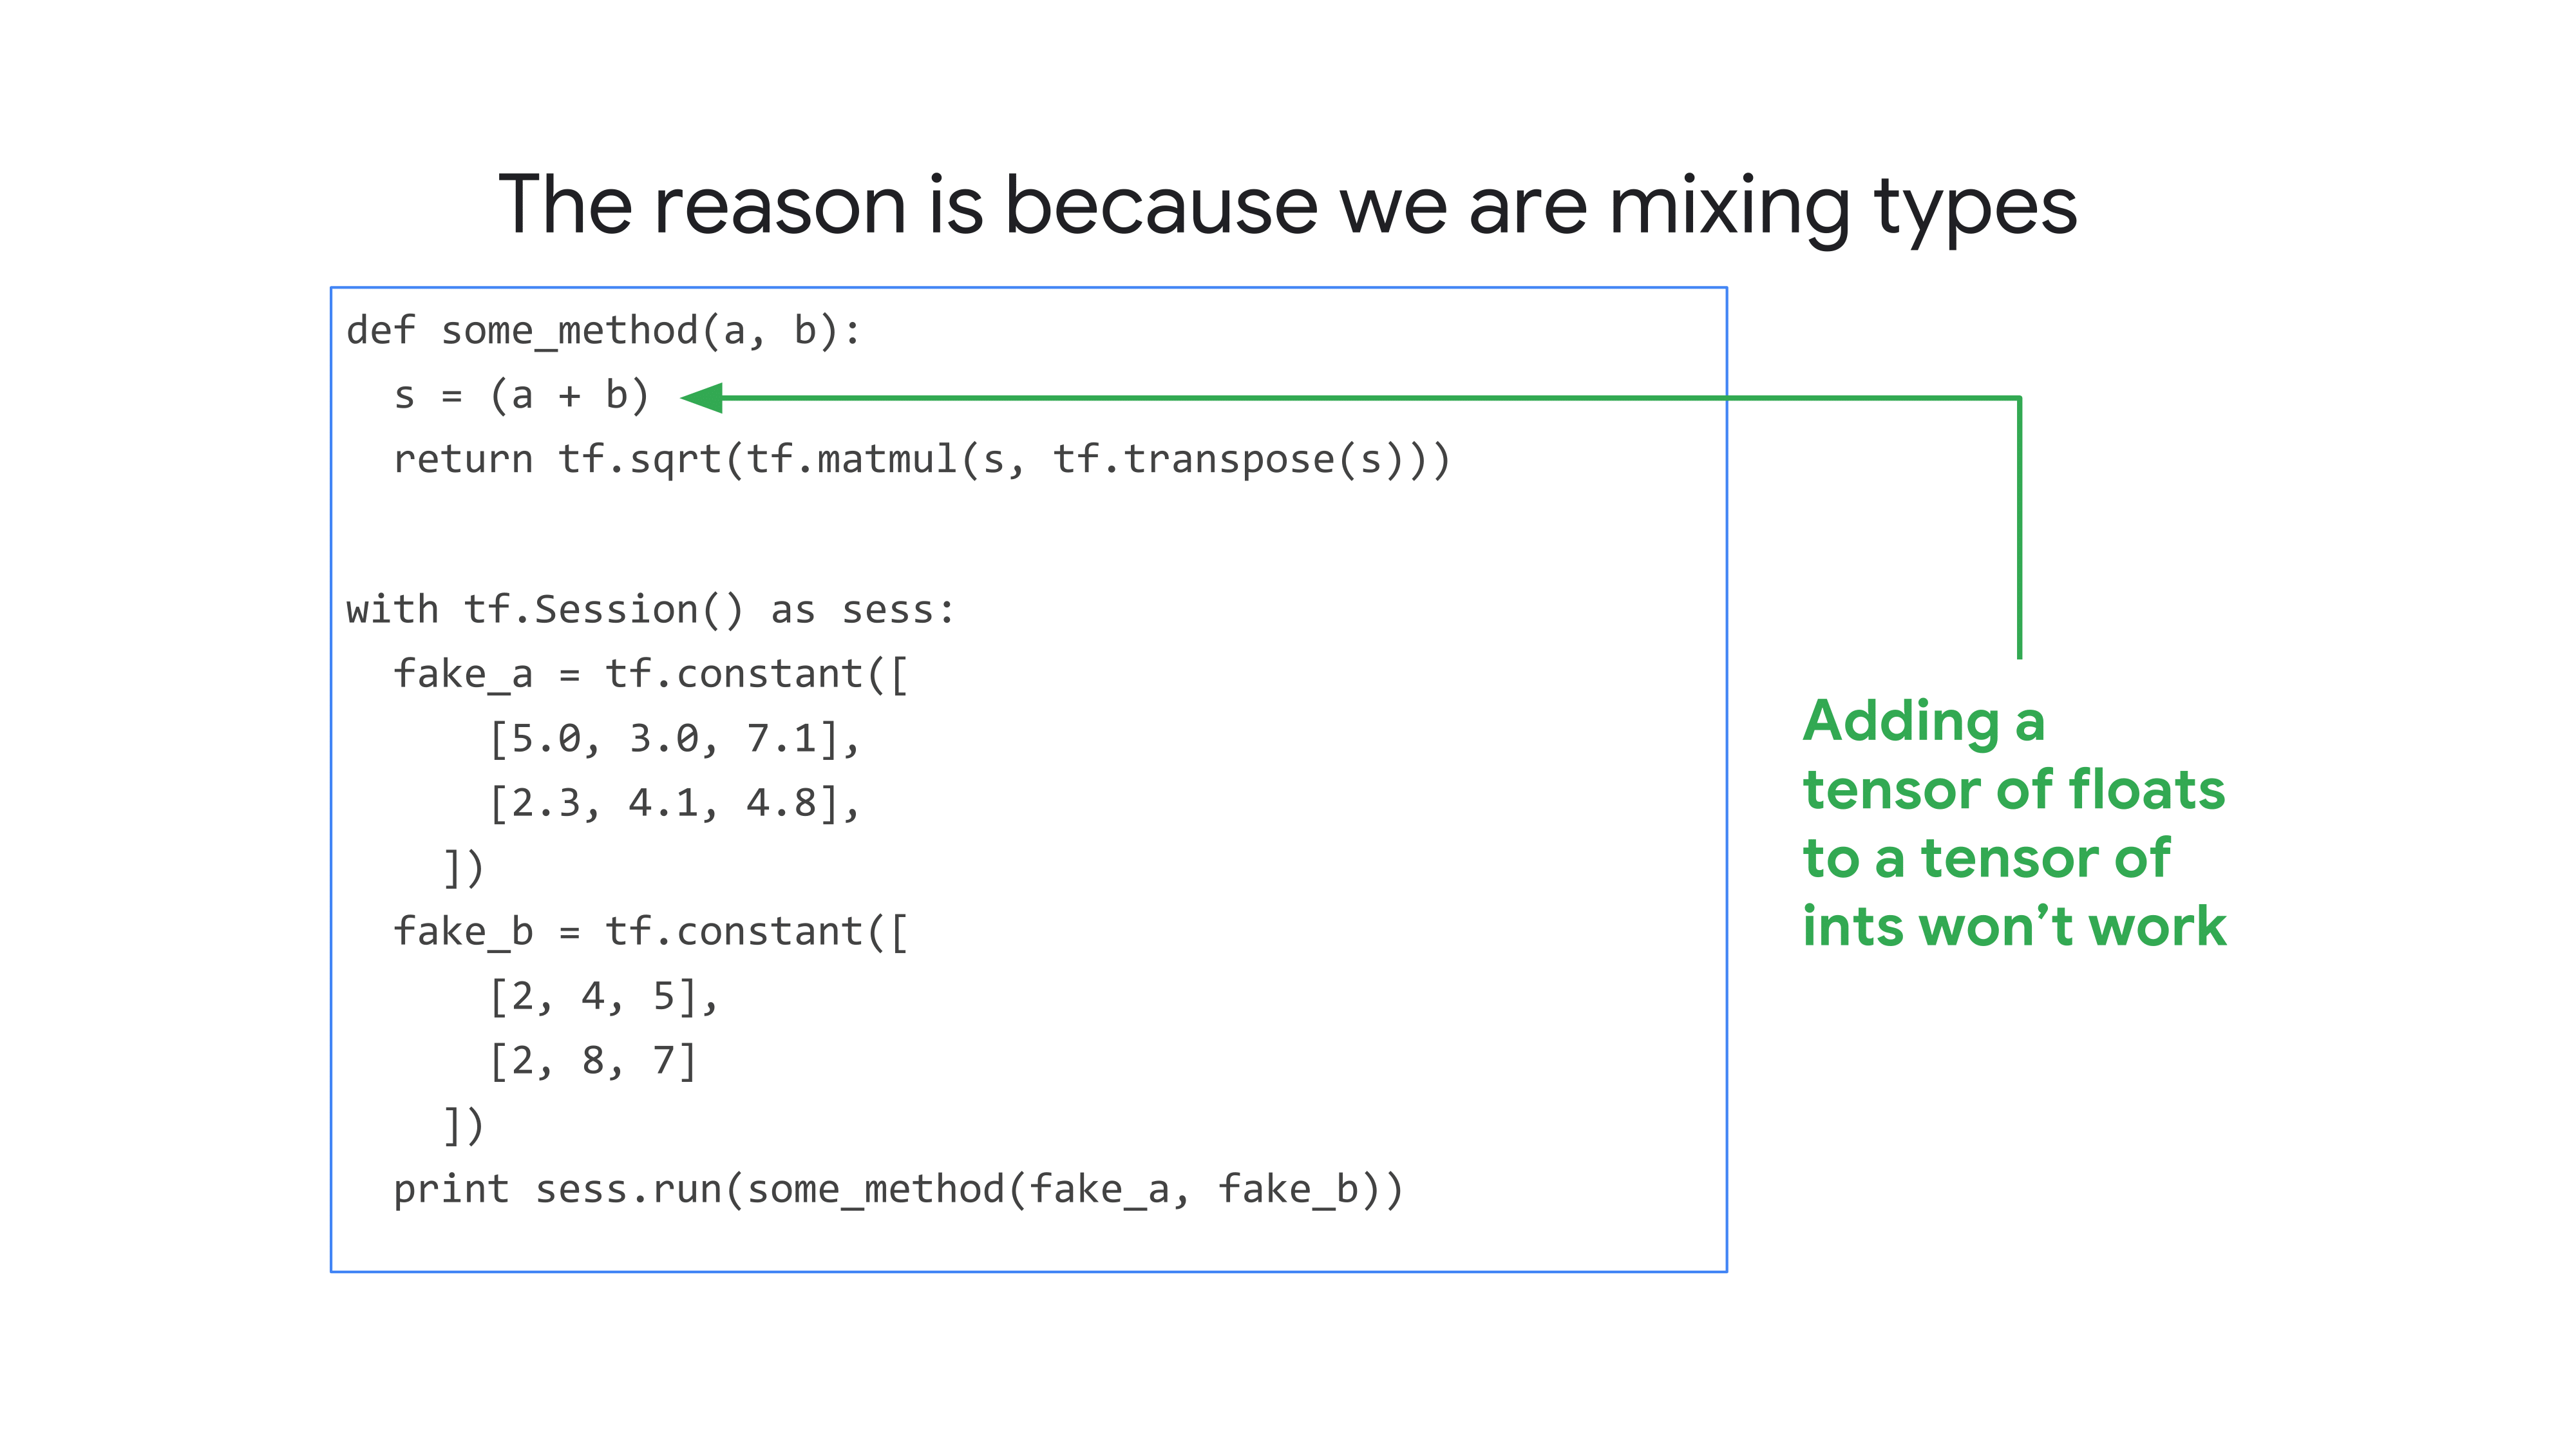 The reason is because we are mixing types
def some_method(a, b):
  s = (a + b)
  return tf.sqrt(tf.matmul(s, tf.transpose(s)))
with tf.Session() as sess:
  fake_a = tf.constant([
      [5.0, 3.0, 7.1],
      [2.3, 4.1, 4.8],
    ])
  fake_b = tf.constant([
      [2, 4, 5],
      [2, 8, 7]
    ])
  print sess.run(some_method(fake_a, fake_b))
Adding a
tensor of floats
to a tensor of
ints won’t work